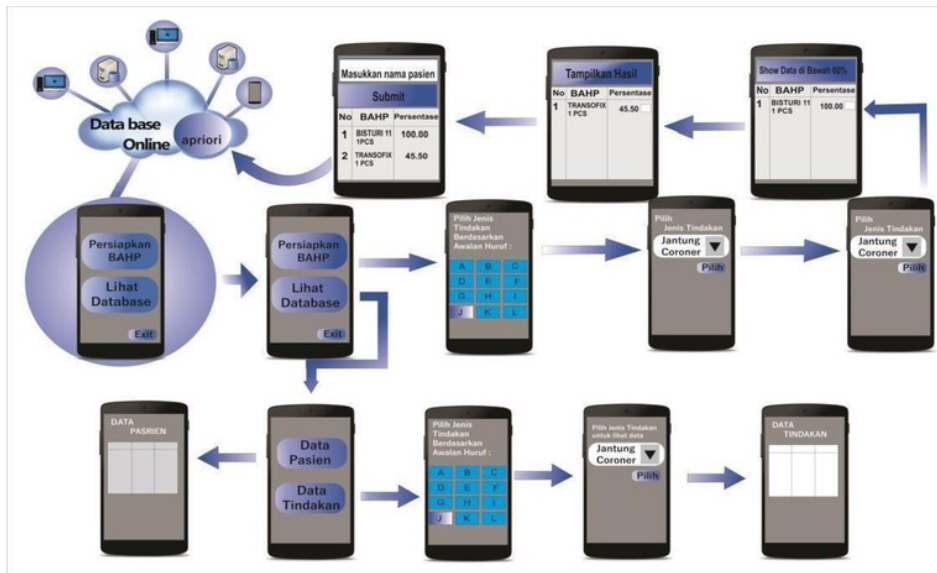 Data base
Online
apriori
Masukkan nama pasien
Submit
No BAHP Persentase
1 BISTURI 11 1PCS 100.00
2 TRANSOFIX 1 PCS 45.50
Tampilkan Hasil
No BAHP Persentase
1 TRANSOFIX 1 PCS 45.50
Show Data di Bawah 60%
No BAHP Persentase
1 BISTURI 11 1 PCS 100.00
Persiapkan
BAHP
Lihat
Database
Exit
Persiapkan
BAHP
Lihat
Database
Exit
Pilih Jenis
Tindakan
Berdasarkan
Awalan Huruf :
A B C
D E F
G H I
J K L
Pilih
Jenis Tindakan
Jantung
Coroner
Pilih
Pilih
Jenis Tindakan
Jantung
Coroner
Pilih
DATA
PASRIEN
Data
Pasien
Data
Tindakan
Pilih Jenis
Tindakan
Berdasarkan
Awalan Huruf :
A B C
D E F
G H I
J K L
Pilih Jenis Tindakan
untuk lihat data
Jantung
Coroner
Pilih
DATA
TINDAKAN